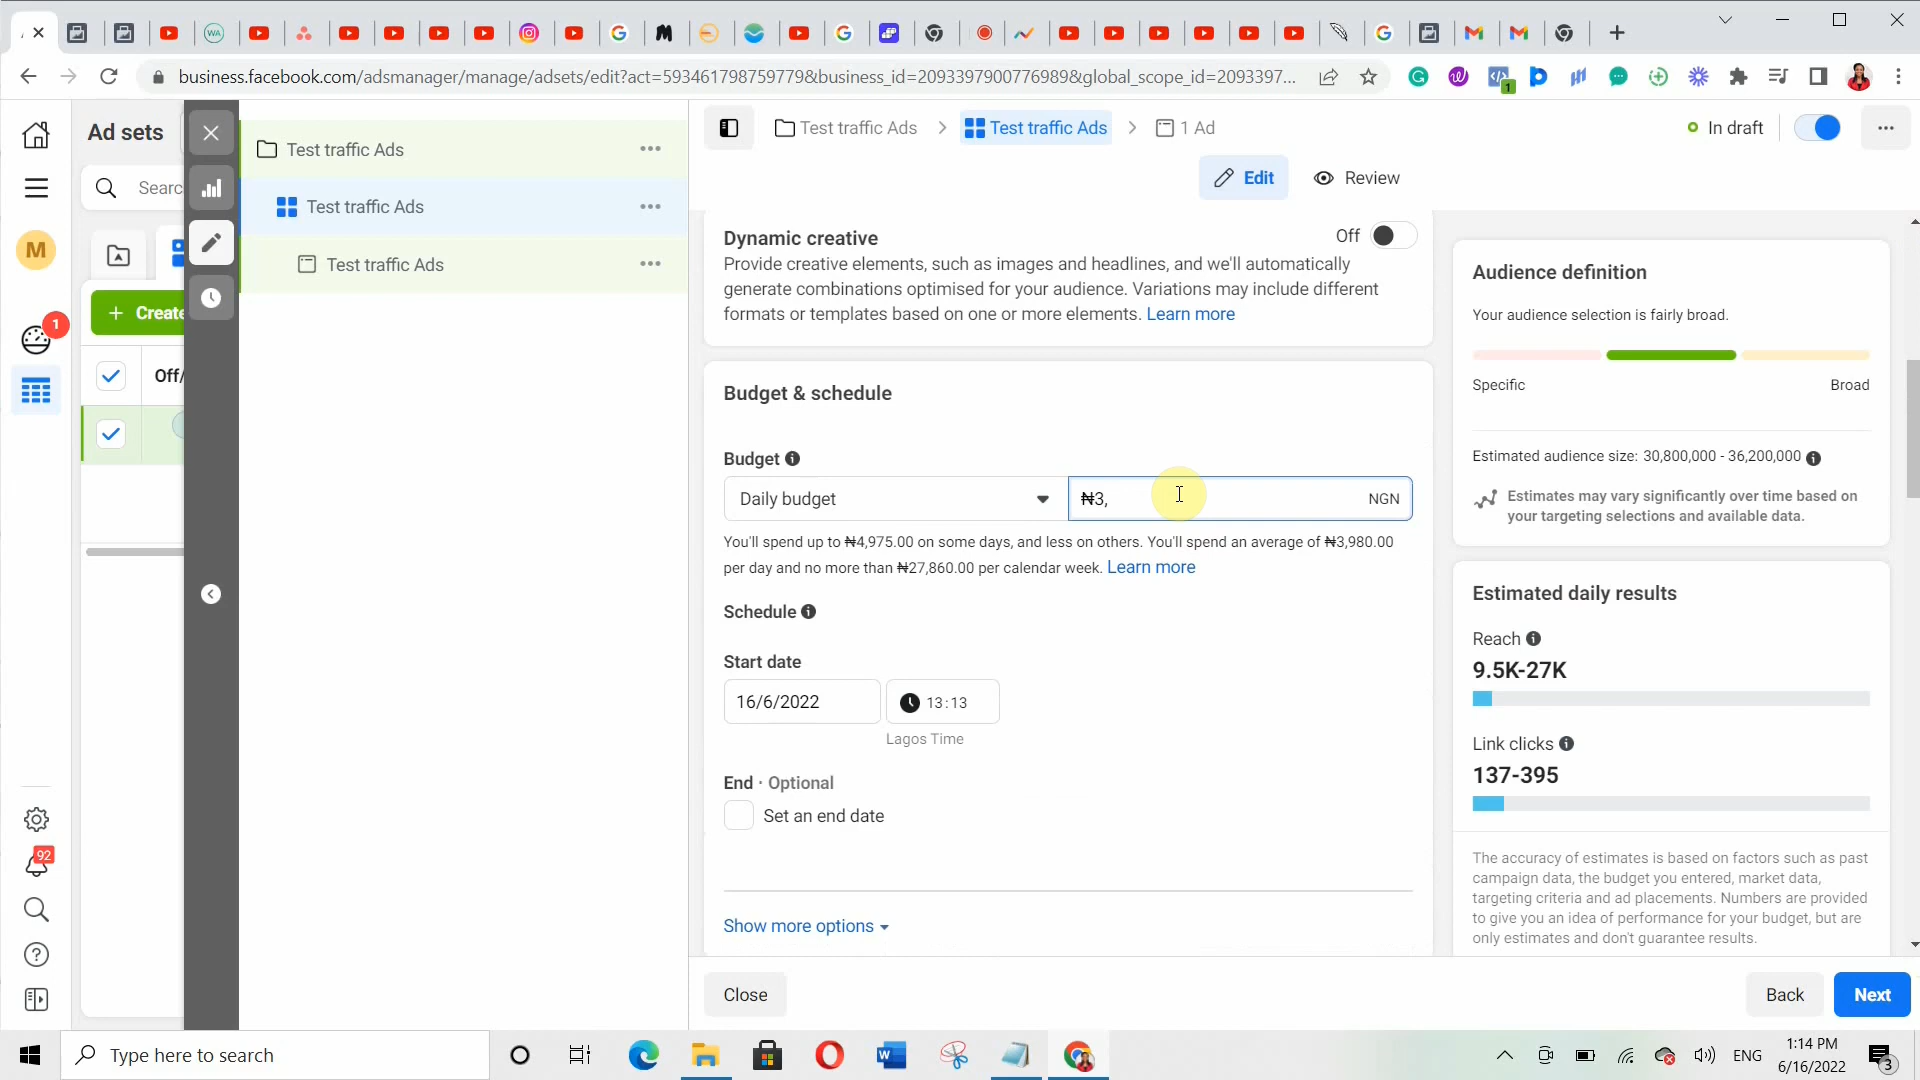 business.facebook.com/adsmanager/manage/adsets/edit?act=593461798759779&business_id=20933979007769​89&global_scope_id=2093397...
1
Ad sets
Test traffic Ads
Test traffic Ads
1 Ad
In draft
Test traffic Ads
Searc
Edit
Review
Test traffic Ads
M
Test traffic Ads
Dynamic creative
Off
Provide creative elements, such as images and headlines, and we'll automatically
generate combinations optimised for your audience. Variations may include different
formats or templates based on one or more elements. Learn more
Audience definition
Your audience selection is fairly broad.
Specific
Broad
Estimated audience size: 30,800,000 - 36,200,000
Estimates may vary significantly over time based on
your targeting selections and available data.
+ Create
1
Off/
Budget & schedule
Budget
Daily budget
₦3,
NGN
You'll spend up to ₦4,975.00 on some days, and less on others. You'll spend an average of ₦3,980.00
per day and no more than ₦27,860.00 per calendar week. Learn more
Schedule
Start date
16/6/2022
13:13
Lagos Time
End · Optional
Set an end date
Show more options
Estimated daily results
Reach
9.5K-27K
Link clicks
137-395
The accuracy of estimates is based on factors such as past
campaign data, the budget you entered, market data,
targeting criteria and ad placements. Numbers are provided
to give you an idea of performance for your budget, but are
only estimates and don't guarantee results.
92
Close
Back
Next
Type here to search
ENG
1:14 PM
6/16/2022
3